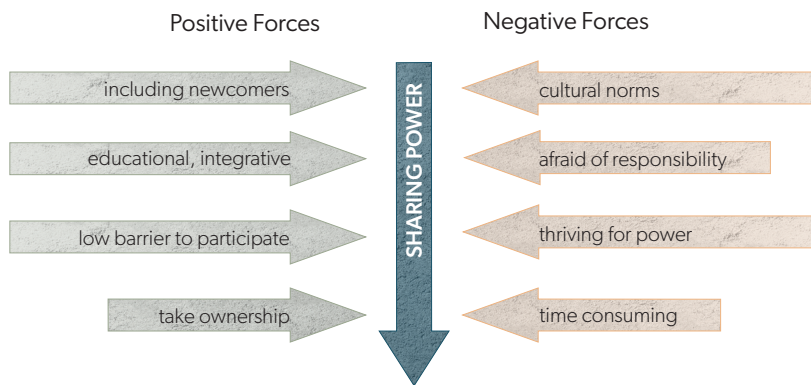 Positive Forces
Negative Forces
including newcomers
cultural norms
educational, integrative
afraid of responsibility
SHARING POWER
low barrier to participate
thriving for power
take ownership
time consuming